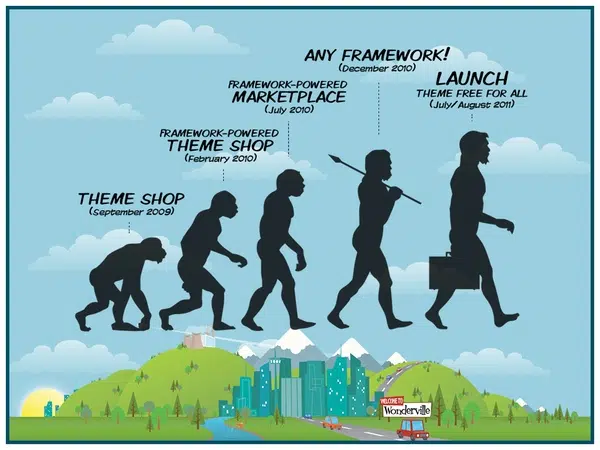 THEME SHOP
(September 2009)
FRAMEWORK-POWERED
THEME SHOP
(February 2010)
FRAMEWORK-POWERED
MARKETPLACE
(July 2010)
ANY FRAMEWORK!
(December 2010)
LAUNCH
THEME FREE FOR ALL
(July/August 2011)
WELCOME TO
Wonderville